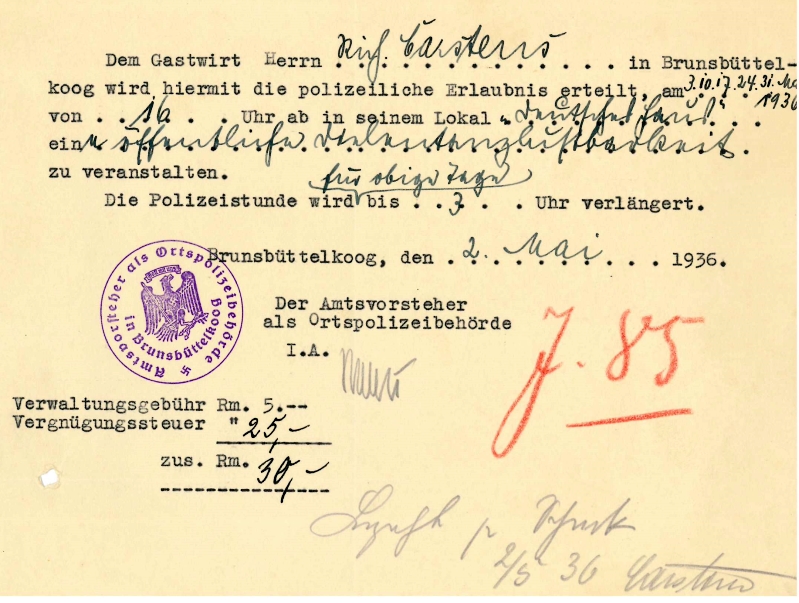 Dem Gastwirt Herrn Rich. Carstens in Brunsbüttel-
koog wird hiermit die polizeiliche Erlaubnis erteilt, am 3. 10. 17. 24. 31. Mai
1936
von . . 16 . . Uhr ab in seinem Lokal "Deutsches Haus" . .
eine öffentliche Dielentanzlustbarkeit.
zu veranstalten. für obige Tage
Die Polizeistunde wird bis . . 3 . . Uhr verlängert.
Brunsbüttelkoog, den . 2. Mai . . . 1936.
Amtsvorsteher als Ortspolizeibehörde
in Brunsbüttelkoog
Der Amtsvorsteher
als Ortspolizeibehörde
I.A.
J. 85
Verwaltungsgebühr Rm. 5.--
Vergnügungssteuer " 25,-
zus. Rm. 30,-
2/5 36 Carstens